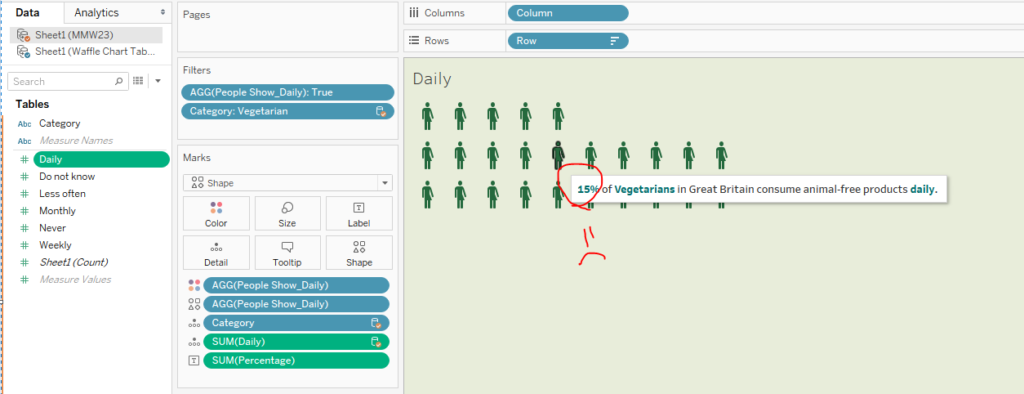 Data
Analytics
Sheet1 (MMW23)
Sheet1 (Waffle Chart Tab...
Search
Tables
Abc Category
Abc Measure Names
# Daily
# Do not know
# Less often
# Monthly
# Never
# Weekly
# Sheet1 (Count)
# Measure Values
Pages
Filters
AGG(People Show_Daily): True
Category: Vegetarian
Marks
Shape
Color
Size
Label
Detail
Tooltip
Shape
AGG(People Show_Daily)
AGG(People Show_Daily)
Category
SUM(Daily)
SUM(Percentage)
Columns
Column
Rows
Row
Daily
15% of Vegetarians in Great Britain consume animal-free products daily.